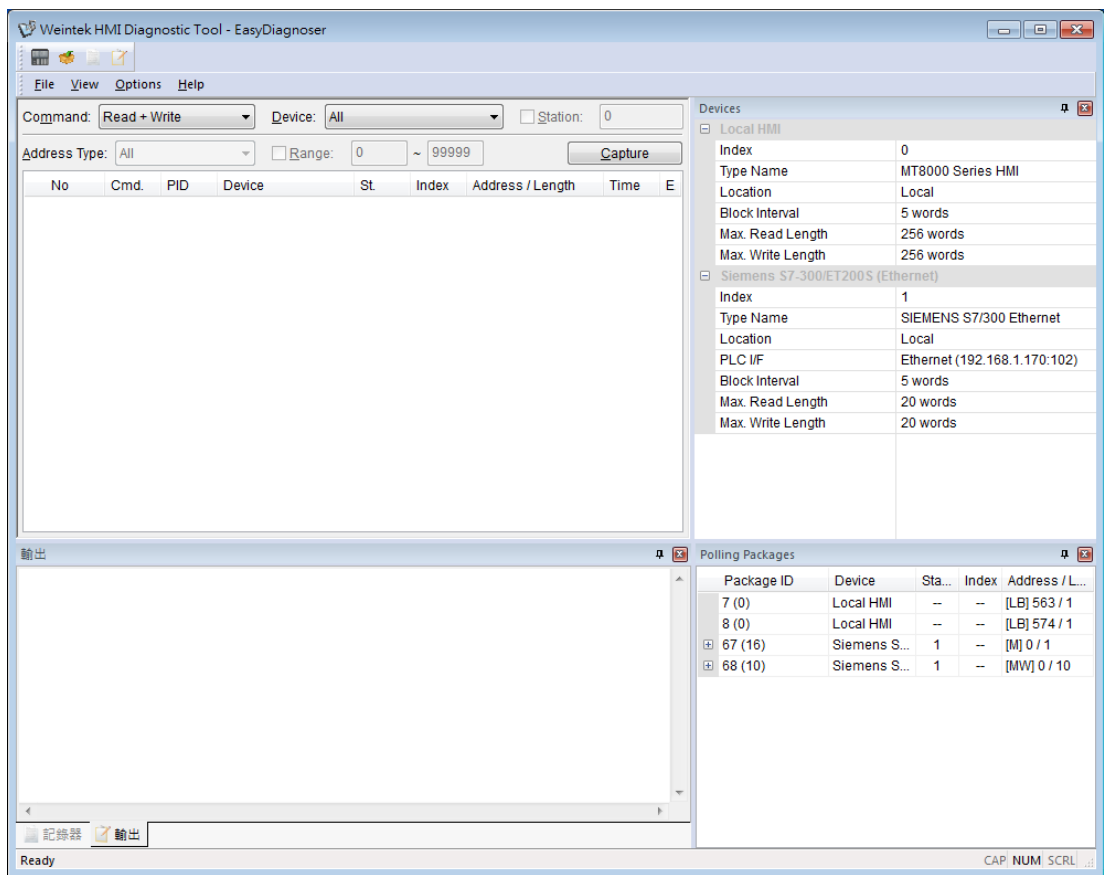 Weintek HMI Diagnostic Tool - EasyDiagnoser
File View Options Help
Command: Read + Write Device: All Station: 0
Address Type: All Range: 0 ~ 99999 Capture
No Cmd. PID Device St. Index Address / Length Time E
Devices
Local HMI
Index 0
Type Name MT8000 Series HMI
Location Local
Block Interval 5 words
Max. Read Length 256 words
Max. Write Length 256 words
Siemens S7-300/ET200S (Ethernet)
Index 1
Type Name SIEMENS S7/300 Ethernet
Location Local
PLC I/F Ethernet (192.168.1.170:102)
Block Interval 5 words
Max. Read Length 20 words
Max. Write Length 20 words
輸出
Polling Packages
Package ID Device Sta... Index Address / L...
7 (0) Local HMI -- -- [LB] 563 / 1
8 (0) Local HMI -- -- [LB] 574 / 1
67 (16) Siemens S... 1 -- [M] 0 / 1
68 (10) Siemens S... 1 -- [MW] 0 / 10
記錄器 輸出
Ready CAP NUM SCRL